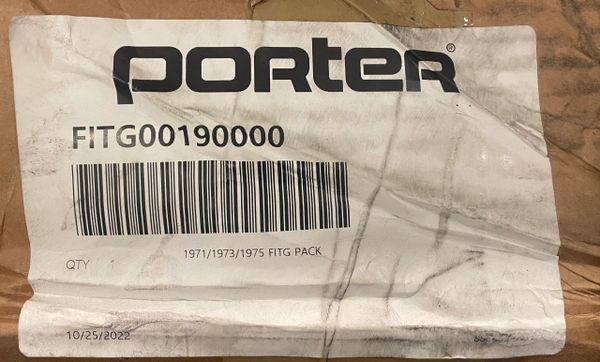 PORTER®
FITG00190000
1971/1973/1975 FITG PACK
QTY 1
10/25/2022